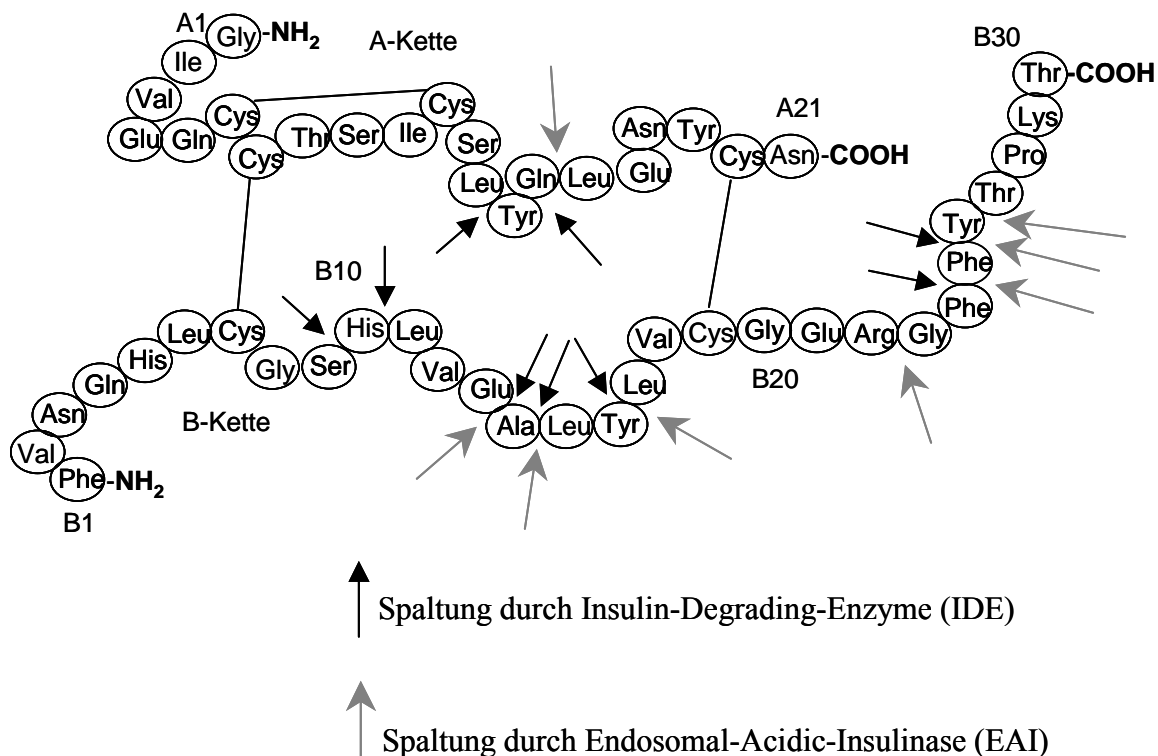 A1
Gly-NH2
Ile
Val
Glu Gln Cys
Cys Thr Ser Ile Cys
Ser
Leu
Tyr
Gln Leu
Glu
Asn Tyr
Cys Asn-COOH
A21
A-Kette
B30
Thr-COOH
Lys
Pro
Thr
Tyr
Phe
Phe
B10
Leu Cys
His
Gln
Asn
Val
Phe-NH2
B1
B-Kette
Gly Ser
His Leu
Val
Glu
Ala Leu Tyr
Leu
Val Cys Gly Glu Arg Gly
B20
Spaltung durch Insulin-Degrading-Enzyme (IDE)
Spaltung durch Endosomal-Acidic-Insulinase (EAI)